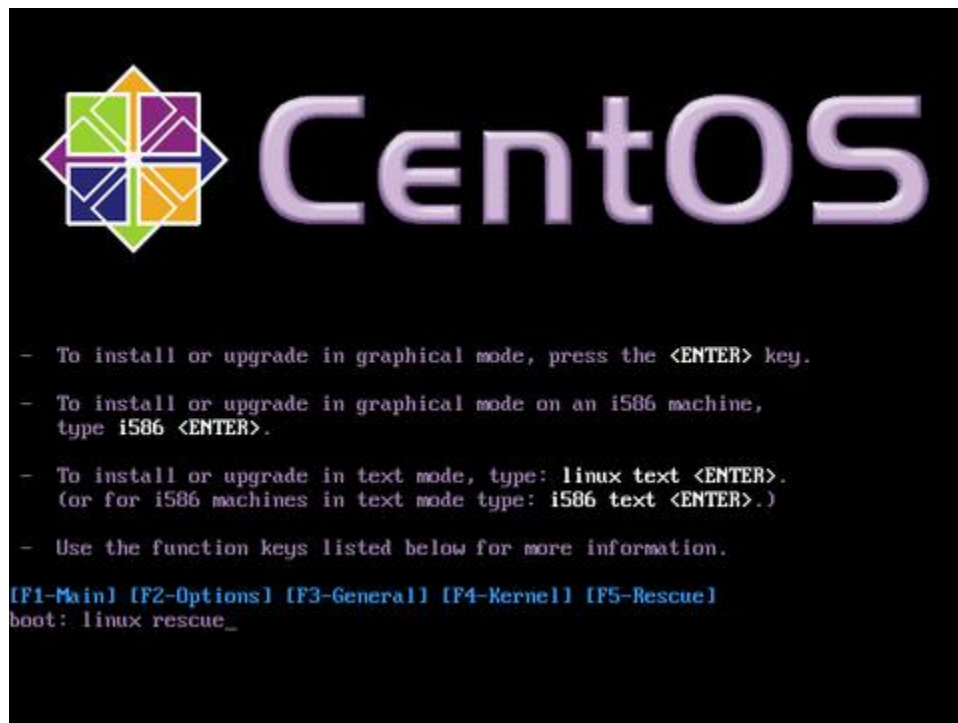 CentOS
- To install or upgrade in graphical mode, press the <ENTER> key.
- To install or upgrade in graphical mode on an i586 machine,
type i586 <ENTER>.
- To install or upgrade in text mode, type: linux text <ENTER>.
(or for i586 machines in text mode type: i586 text <ENTER>.)
- Use the function keys listed below for more information.
[F1-Main] [F2-Options] [F3-General] [F4-Kernel] [F5-Rescue]
boot: linux rescue_